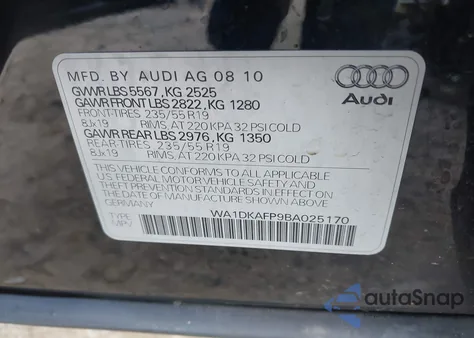 MFD. BY AUDI AG 08 10
GWWR LBS 5567, KG 2525
GAWR FRONT LBS 2822, KG 1280
FRONT-TIRES 235/55 R19
8Jx19 RIMS, AT 220 KPA 32 PSI COLD
GAWR REAR LBS 2976, KG 1350
REAR-TIRES 235/55 R19
8Jx19 RIMS, AT 220 KPA 32 PSI COLD
THIS VEHICLE CONFORMS TO ALL APPLICABLE
U.S. FEDERAL MOTOR VEHICLE SAFETY AND
THEFT PREVENTION STANDARDS IN EFFECT ON
THE DATE OF MANUFACTURE SHOWN ABOVE.
GERMANY
TYPE WA1DKAFP9BA025170
MPV
Audi
autoSnap